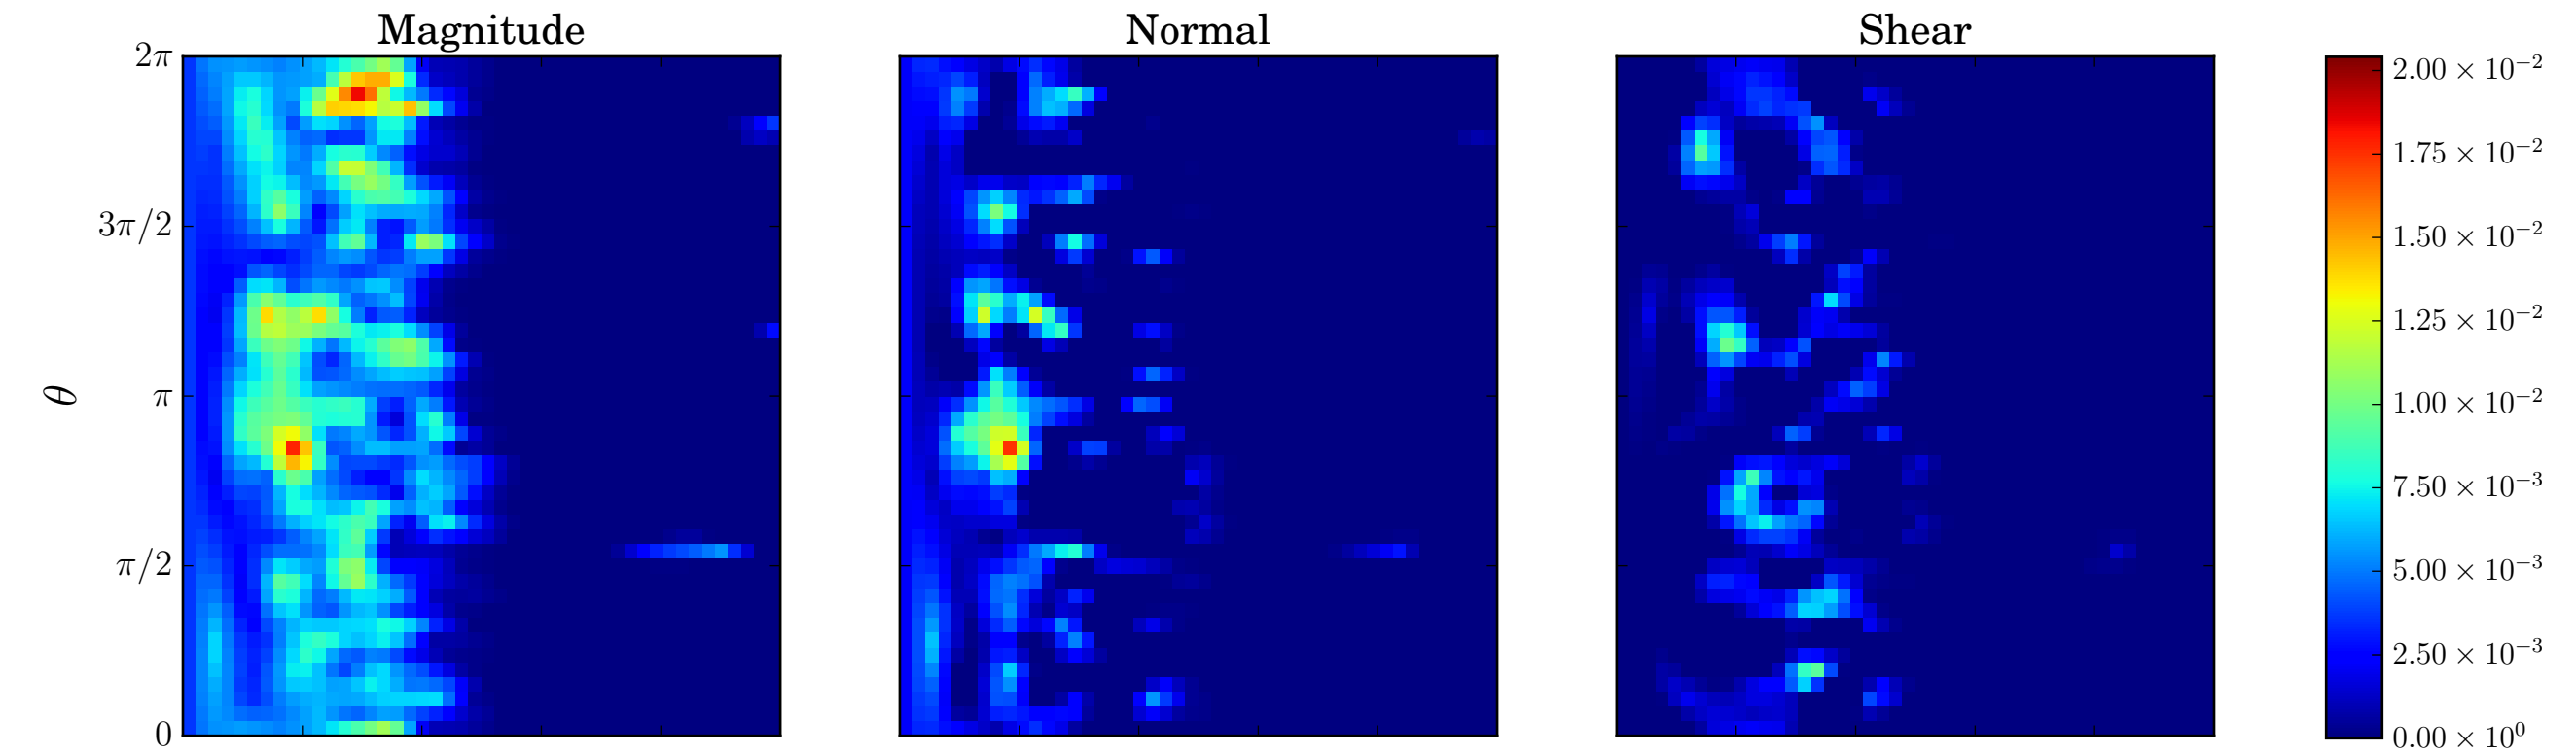 Magnitude
Normal
Shear
2π
3π/2
π
π/2
0
θ
2.00 × 10⁻²
1.75 × 10⁻²
1.50 × 10⁻²
1.25 × 10⁻²
1.00 × 10⁻²
7.50 × 10⁻³
5.00 × 10⁻³
2.50 × 10⁻³
0.00 × 10⁰